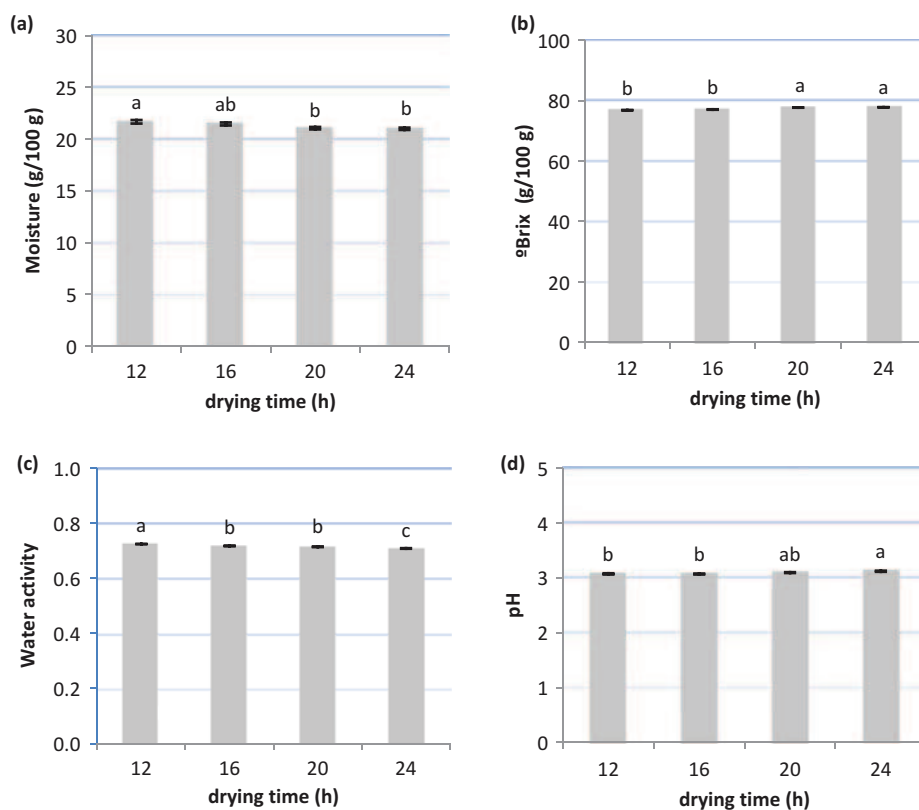 (a)
30
25
20
15
10
5
0
Moisture (g/100 g)
a ab b b
12 16 20 24
drying time (h)
(b)
100
80
60
40
20
0
ºBrix (g/100 g)
b b a a
12 16 20 24
drying time (h)
(c)
1.0
0.8
0.6
0.4
0.2
0.0
Water activity
a b b c
12 16 20 24
drying time (h)
(d)
5
4
3
2
1
0
pH
b b ab a
12 16 20 24
drying time (h)